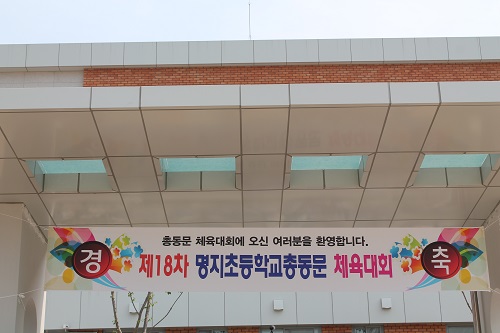 총동문 체육대회에 오신 여러분을 환영합니다.
경 제18차 명지초등학교총동문 체육대회 축